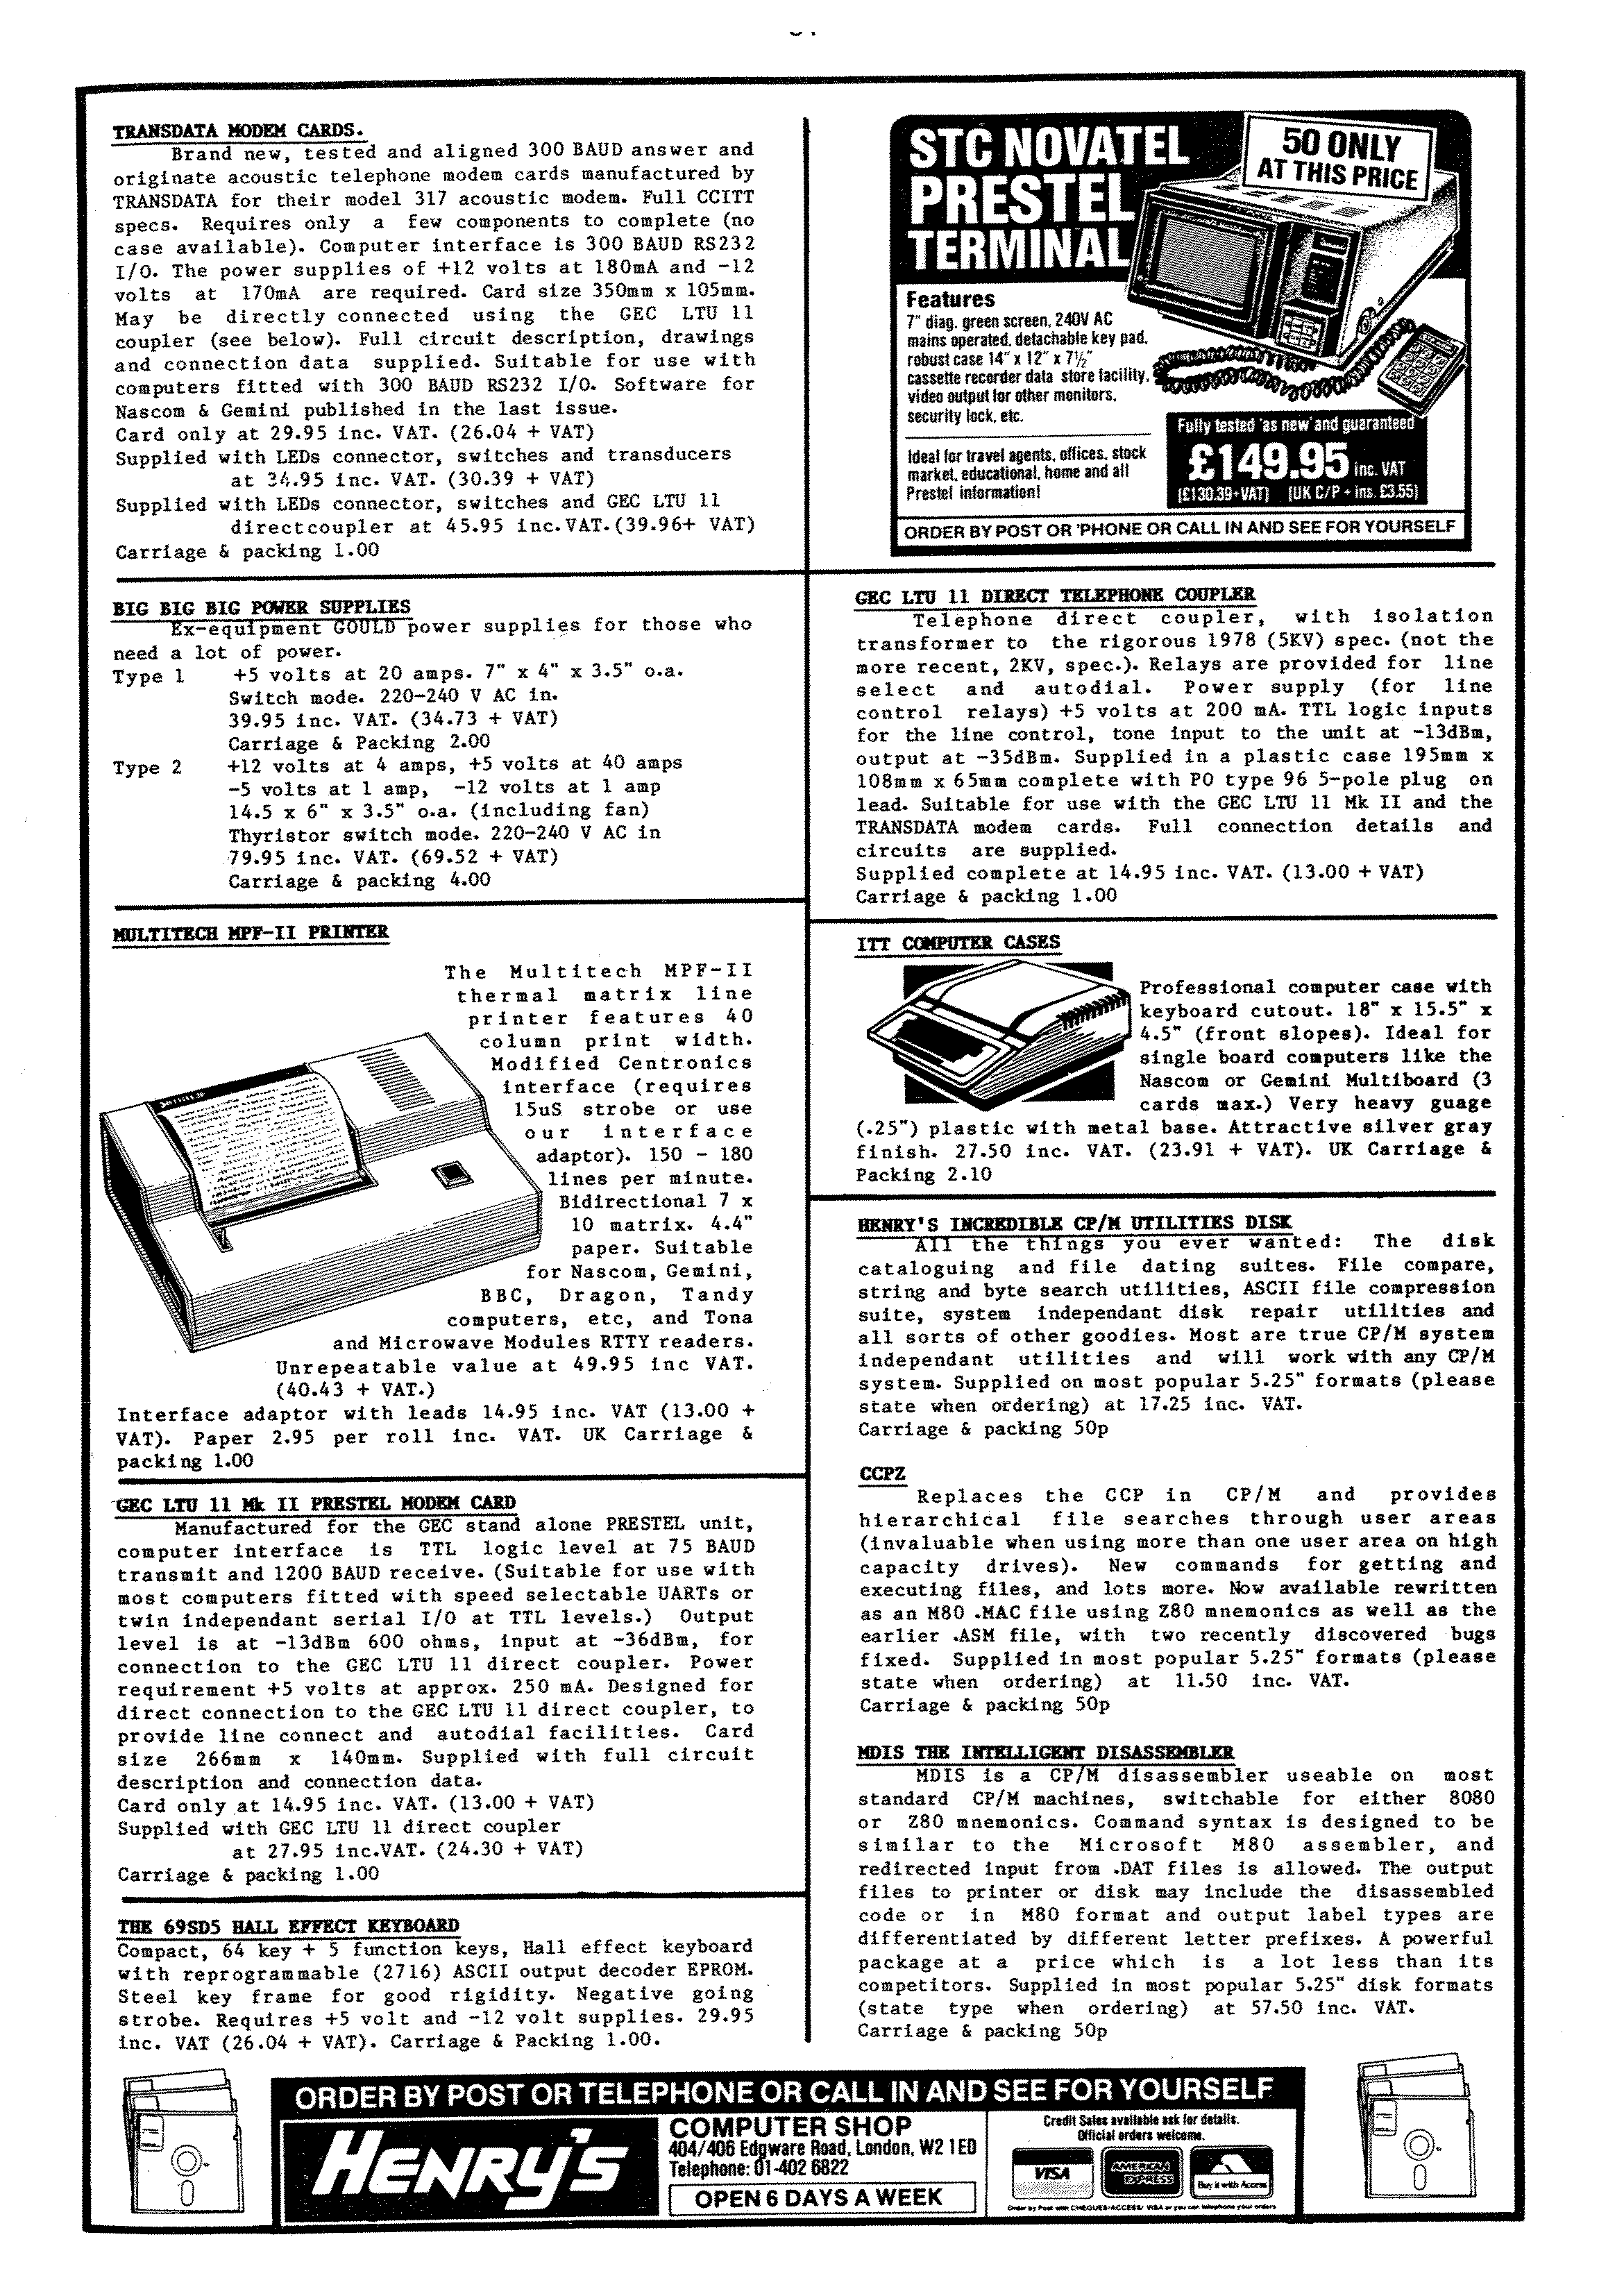 TRANSDATA MODEM CARDS.
Brand new, tested and aligned 300 BAUD answer and
originate acoustic telephone modem cards manufactured by
TRANSDATA for their model 317 acoustic modem. Full CCITT
specs. Requires only a few components to complete (no
case available). Computer interface is 300 BAUD RS232
I/O. The power supplies of +12 volts at 180mA and -12
volts at 170mA are required. Card size 350mm x 105mm.
May be directly connected using the GEC LTU 11
coupler (see below). Full circuit description, drawings
and connection data supplied. Suitable for use with
computers fitted with 300 BAUD RS232 I/O. Software for
Nascom & Gemini published in the last issue.
Card only at 29.95 inc. VAT. (26.04 + VAT)
Supplied with LEDs connector, switches and transducers
at 34.95 inc. VAT. (30.39 + VAT)
Supplied with LEDs connector, switches and GEC LTU 11
directcoupler at 45.95 inc.VAT.(39.96+ VAT)
Carriage & packing 1.00
BIG BIG BIG POWER SUPPLIES
Ex-equipment GOULD power supplies for those who
need a lot of power.
Type 1 +5 volts at 20 amps. 7" x 4" x 3.5" o.a.
Switch mode. 220-240 V AC in.
39.95 inc. VAT. (34.73 + VAT)
Carriage & Packing 2.00
Type 2 +12 volts at 4 amps, +5 volts at 40 amps
-5 volts at 1 amp, -12 volts at 1 amp
14.5 x 6" x 3.5" o.a. (including fan)
Thyristor switch mode. 220-240 V AC in
79.95 inc. VAT. (69.52 + VAT)
Carriage & packing 4.00
MULTITECH MPF-II PRINTER
The Multitech MPF-II
thermal matrix line
printer features 40
column print width.
Modified Centronics
interface (requires
15uS strobe or use
our interface
adaptor). 150 - 180
lines per minute.
Bidirectional 7 x
10 matrix. 4.4"
paper. Suitable
for Nascom, Gemini,
BBC, Dragon, Tandy
computers, etc, and Tona
and Microwave Modules RTTY readers.
Unrepeatable value at 49.95 inc VAT.
(40.43 + VAT.)
Interface adaptor with leads 14.95 inc. VAT (13.00 +
VAT). Paper 2.95 per roll inc. VAT. UK Carriage &
packing 1.00
GEC LTU 11 Mk II PRESTEL MODEM CARD
Manufactured for the GEC stand alone PRESTEL unit,
computer interface is TTL logic level at 75 BAUD
transmit and 1200 BAUD receive. (Suitable for use with
most computers fitted with speed selectable UARTs or
twin independant serial I/O at TTL levels.) Output
level is at -13dBm 600 ohms, input at -36dBm, for
connection to the GEC LTU 11 direct coupler. Power
requirement +5 volts at approx. 250 mA. Designed for
direct connection to the GEC LTU 11 direct coupler, to
provide line connect and autodial facilities. Card
size 266mm x 140mm. Supplied with full circuit
description and connection data.
Card only at 14.95 inc. VAT. (13.00 + VAT)
Supplied with GEC LTU 11 direct coupler
at 27.95 inc.VAT. (24.30 + VAT)
Carriage & packing 1.00
THE 69SD5 HALL EFFECT KEYBOARD
Compact, 64 key + 5 function keys, Hall effect keyboard
with reprogrammable (2716) ASCII output decoder EPROM.
Steel key frame for good rigidity. Negative going
strobe. Requires +5 volt and -12 volt supplies. 29.95
inc. VAT (26.04 + VAT). Carriage & Packing 1.00.
STC NOVATEL
PRESTEL
TERMINAL
50 ONLY
AT THIS PRICE
Features
7" diag. green screen, 240V AC
mains operated, detachable key pad,
robust case 14" x 12" x 7½"
cassette recorder data store facility,
video output for other monitors,
security lock, etc.
Ideal for travel agents, offices, stock
market, educational, home and all
Prestel information!
Fully tested 'as new' and guaranteed
£149.95 inc. VAT
(£130.39+VAT) (UK C/P + ins. £3.55)
ORDER BY POST OR 'PHONE OR CALL IN AND SEE FOR YOURSELF
GEC LTU 11 DIRECT TELEPHONE COUPLER
Telephone direct coupler, with isolation
transformer to the rigorous 1978 (5KV) spec. (not the
more recent, 2KV, spec.). Relays are provided for line
select and autodial. Power supply (for line
control relays) +5 volts at 200 mA. TTL logic inputs
for the line control, tone input to the unit at -13dBm,
output at -35dBm. Supplied in a plastic case 195mm x
108mm x 65mm complete with PO type 96 5-pole plug on
lead. Suitable for use with the GEC LTU 11 Mk II and the
TRANSDATA modem cards. Full connection details and
circuits are supplied.
Supplied complete at 14.95 inc. VAT. (13.00 + VAT)
Carriage & packing 1.00
ITT COMPUTER CASES
Professional computer case with
keyboard cutout. 18" x 15.5" x
4.5" (front slopes). Ideal for
single board computers like the
Nascom or Gemini Multiboard (3
cards max.) Very heavy guage
(.25") plastic with metal base. Attractive silver gray
finish. 27.50 inc. VAT. (23.91 + VAT). UK Carriage &
Packing 2.10
HENRY'S INCREDIBLE CP/M UTILITIES DISK
All the things you ever wanted: The disk
cataloguing and file dating suites. File compare,
string and byte search utilities, ASCII file compression
suite, system independant disk repair utilities and
all sorts of other goodies. Most are true CP/M system
independant utilities and will work with any CP/M
system. Supplied on most popular 5.25" formats (please
state when ordering) at 17.25 inc. VAT.
Carriage & packing 50p
CCPZ
Replaces the CCP in CP/M and provides
hierarchical file searches through user areas
(invaluable when using more than one user area on high
capacity drives). New commands for getting and
executing files, and lots more. Now available rewritten
as an M80 .MAC file using Z80 mnemonics as well as the
earlier .ASM file, with two recently discovered bugs
fixed. Supplied in most popular 5.25" formats (please
state when ordering) at 11.50 inc. VAT.
Carriage & packing 50p
MDIS THE INTELLIGENT DISASSEMBLER
MDIS is a CP/M disassembler useable on most
standard CP/M machines, switchable for either 8080
or Z80 mnemonics. Command syntax is designed to be
similar to the Microsoft M80 assembler, and
redirected input from .DAT files is allowed. The output
files to printer or disk may include the disassembled
code or in M80 format and output label types are
differentiated by different letter prefixes. A powerful
package at a price which is a lot less than its
competitors. Supplied in most popular 5.25" disk formats
(state type when ordering) at 57.50 inc. VAT.
Carriage & packing 50p
ORDER BY POST OR TELEPHONE OR CALL IN AND SEE FOR YOURSELF
HENRY'S
COMPUTER SHOP
404/406 Edgware Road, London, W2 1ED
Telephone: 01-402 6822
OPEN 6 DAYS A WEEK
Credit Sales available ask for details.
Official orders welcome.
VISA
AMERICAN EXPRESS
Buy it with Access
Order by Post with CHEQUES/ACCESS/ VISA or you can telephone your orders